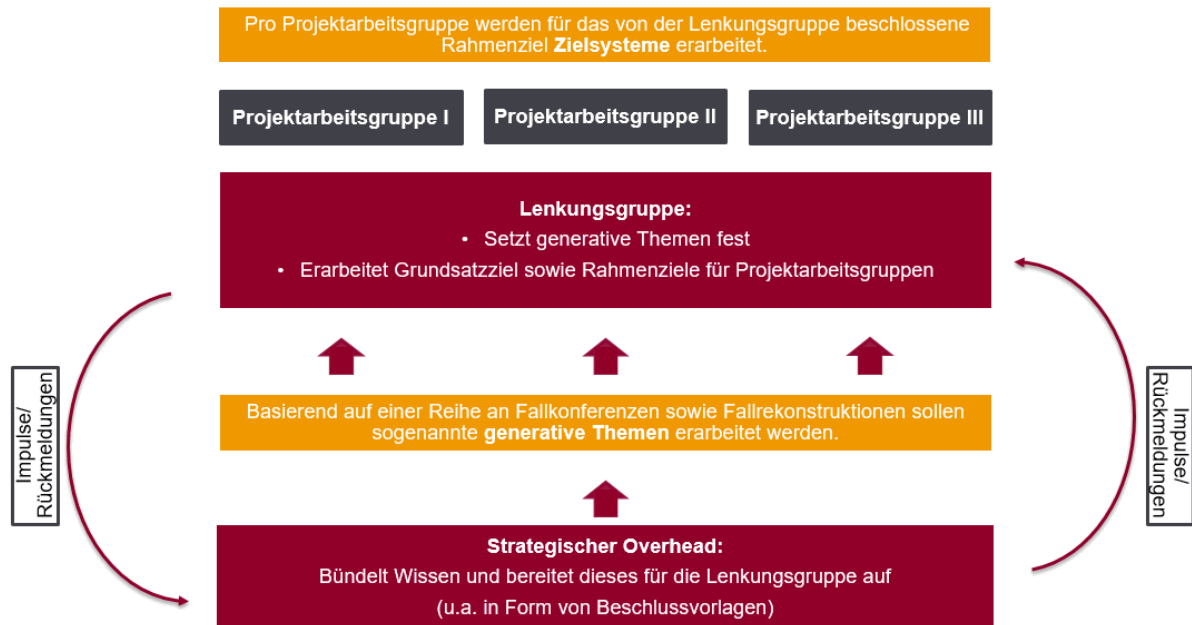 Pro Projektarbeitsgruppe werden für das von der Lenkungsgruppe beschlossene
Rahmenziel Zielsysteme erarbeitet.
Projektarbeitsgruppe I
Projektarbeitsgruppe II
Projektarbeitsgruppe III
Lenkungsgruppe:
• Setzt generative Themen fest
• Erarbeitet Grundsatzziel sowie Rahmenziele für Projektarbeitsgruppen
Impulse/
Rückmeldungen
Impulse/
Rückmeldungen
Basierend auf einer Reihe an Fallkonferenzen sowie Fallrekonstruktionen sollen
sogenannte generative Themen erarbeitet werden.
Strategischer Overhead:
Bündelt Wissen und bereitet dieses für die Lenkungsgruppe auf
(u.a. in Form von Beschlussvorlagen)